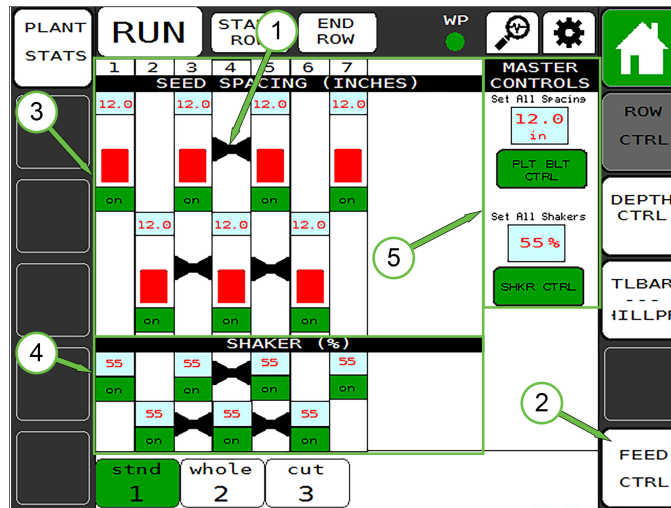 PLANT
STATS
RUN
END
ROW
WP
1 2 3 4 5 6 7
SEED SPACING (INCHES)
12.0 12.0 12.0 12.0
on on on on
12.0 12.0 12.0
on on on
SHAKER (%)
55 55 55 55
on on on on
55 55 55
on on on
stnd
1
whole
2
cut
3
MASTER
CONTROLS
Set All Spacing
12.0
in
PLT BLT
CTRL
Set All Shakers
55 %
SHKR CTRL
ROW
CTRL
DEPTH
CTRL
TLBAR
---
FEED
CTRL
1
2
3
4
5